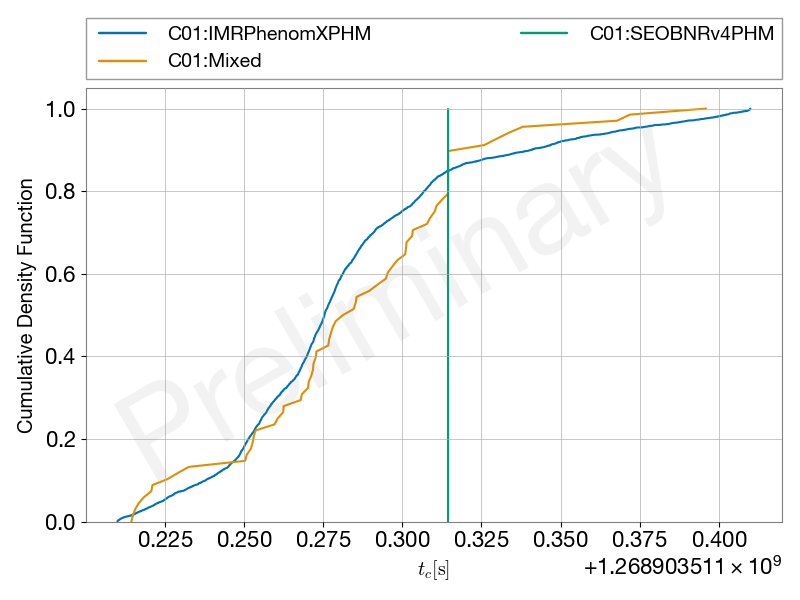 C01:IMRPhenomXPHM
C01:SEOBNRv4PHM
C01:Mixed
Cumulative Density Function
1.0
0.8
0.6
0.4
0.2
0.0
Preliminary
0.225 0.250 0.275 0.300 0.325 0.350 0.375 0.400
t_c[s]
+1.268903511 × 10^9